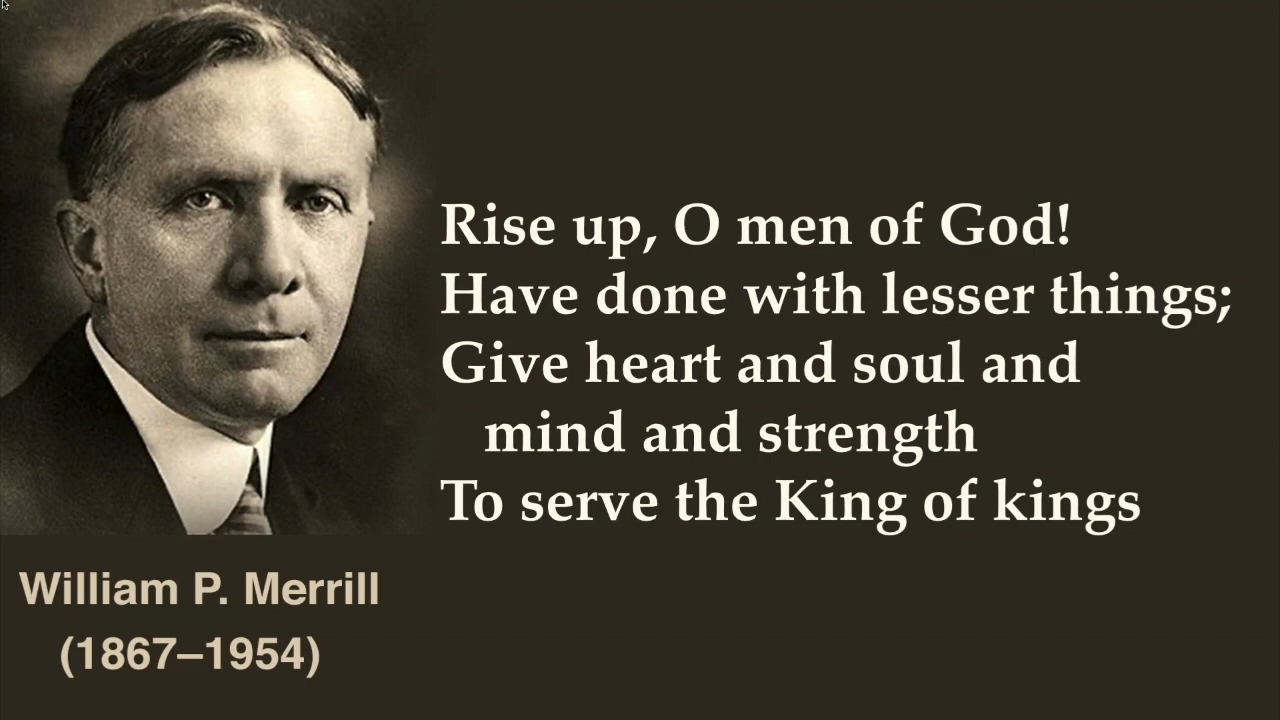 Rise up, O men of God!
Have done with lesser things;
Give heart and soul and
mind and strength
To serve the King of kings
William P. Merrill
(1867–1954)